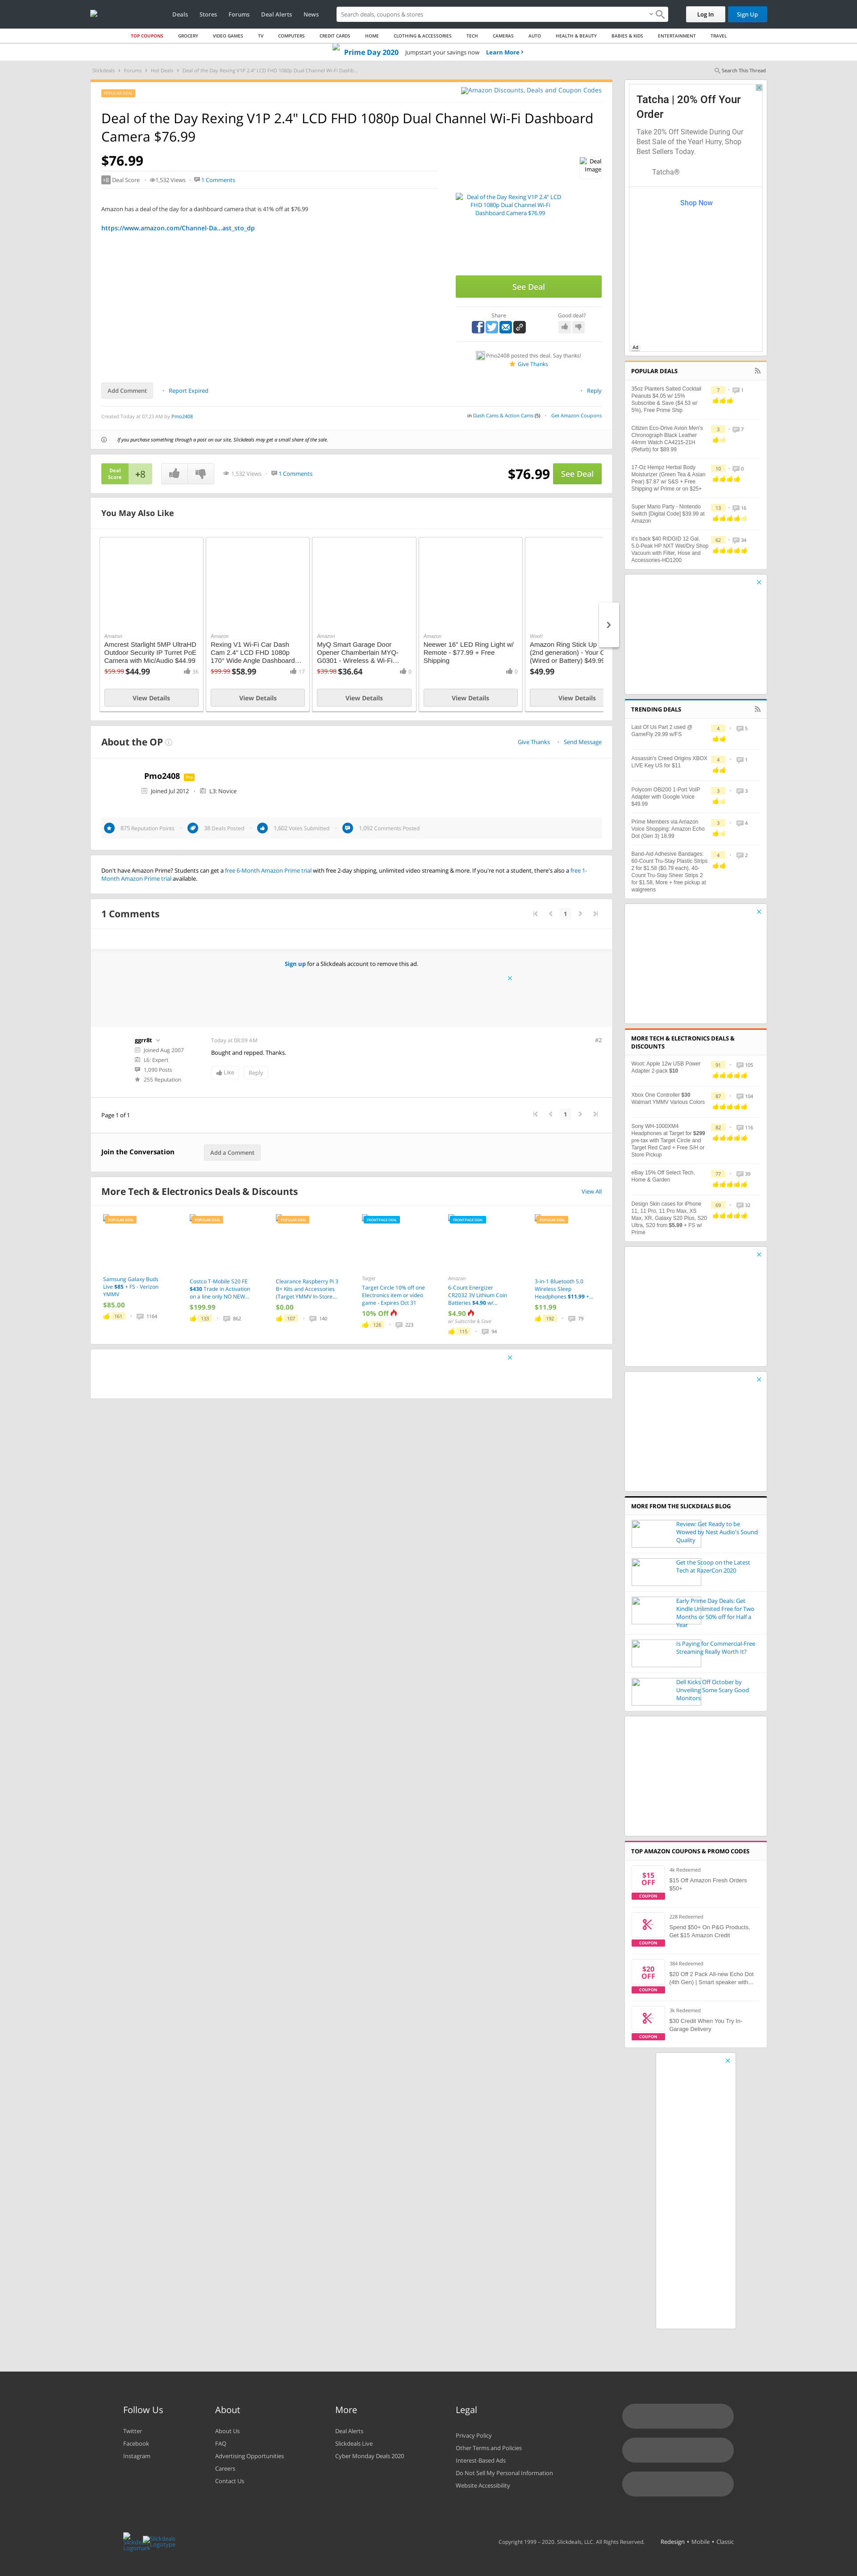 Deals Stores Forums Deal Alerts News
Search deals, coupons & stores
Log In
Sign Up
TOP COUPONS GROCERY VIDEO GAMES TV COMPUTERS CREDIT CARDS HOME CLOTHING & ACCESSORIES TECH CAMERAS AUTO HEALTH & BEAUTY BABIES & KIDS ENTERTAINMENT TRAVEL
Prime Day 2020 Jumpstart your savings now Learn More ›
Slickdeals Forums Hot Deals Deal of the Day Rexing V1P 2.4" LCD FHD 1080p Dual Channel Wi-Fi Dashb...
Search This Thread
POPULAR DEAL
Amazon Discounts, Deals and Coupon Codes
Deal of the Day Rexing V1P 2.4" LCD FHD 1080p Dual Channel Wi-Fi Dashboard
Camera $76.99
$76.99
Deal
Image
+8 Deal Score 1,532 Views 1 Comments
Deal of the Day Rexing V1P 2.4" LCD
FHD 1080p Dual Channel Wi-Fi
Dashboard Camera $76.99
Amazon has a deal of the day for a dashboard camera that is 41% off at $76.99
https://www.amazon.com/Channel-Da...ast_sto_dp
See Deal
Share
Good deal?
Pmo2408 posted this deal. Say thanks!
Give Thanks
Add Comment
Report Expired
Reply
Created Today at 07:23 AM by Pmo2408
in Dash Cams & Action Cams (5) Get Amazon Coupons
If you purchase something through a post on our site, Slickdeals may get a small share of the sale.
Deal
Score
+8
1,532 Views 1 Comments
$76.99
See Deal
You May Also Like
Amazon
Amcrest Starlight 5MP UltraHD
Outdoor Security IP Turret PoE
Camera with Mic/Audio $44.99
$59.99 $44.99
36
View Details
Amazon
Rexing V1 Wi-Fi Car Dash
Cam 2.4" LCD FHD 1080p
170° Wide Angle Dashboard...
$99.99 $58.99
17
View Details
Amazon
MyQ Smart Garage Door
Opener Chamberlain MYQ-
G0301 - Wireless & Wi-Fi...
$39.98 $36.64
0
View Details
Amazon
Neewer 16" LED Ring Light w/
Remote - $77.99 + Free
Shipping
0
View Details
Woot!
Amazon Ring Stick Up
(2nd generation) - Your C
(Wired or Battery) $49.99
$49.99
View Details
About the OP
Give Thanks
Send Message
Pmo2408 Pro
Joined Jul 2012 L3: Novice
875 Reputation Points
38 Deals Posted
1,602 Votes Submitted
1,092 Comments Posted
Don't have Amazon Prime? Students can get a free 6-Month Amazon Prime trial with free 2-day shipping, unlimited video streaming & more. If you're not a student, there's also a free 1-
Month Amazon Prime trial available.
1 Comments
1
Sign up for a Slickdeals account to remove this ad.
ggrr8t
Joined Aug 2007
L6: Expert
1,090 Posts
255 Reputation
Today at 08:09 AM
#2
Bought and repped. Thanks.
Like
Reply
Page 1 of 1
1
Join the Conversation
Add a Comment
More Tech & Electronics Deals & Discounts
View All
POPULAR DEAL
Samsung Galaxy Buds
Live $85 + FS - Verizon
YMMV
$85.00
161 1164
POPULAR DEAL
Costco T-Mobile S20 FE
$430 Trade in Activation
on a line only NO NEW...
$199.99
133 862
POPULAR DEAL
Clearance Raspberry Pi 3
B+ Kits and Accessories
(Target YMMV In-Store...
$0.00
107 140
FRONTPAGE DEAL
Target
Target Circle 10% off one
Electronics item or video
game - Expires Oct 31
10% Off
126 223
FRONTPAGE DEAL
Amazon
6-Count Energizer
CR2032 3V Lithium Coin
Batteries $4.90 w/...
$4.90
w/ Subscribe & Save
115 94
POPULAR DEAL
3-in-1 Bluetooth 5.0
Wireless Sleep
Headphones $11.99 +...
$11.99
192 79
Tatcha | 20% Off Your
Order
Take 20% Off Sitewide During Our
Best Sale of the Year! Hurry, Shop
Best Sellers Today.
Tatcha®
Shop Now
Ad
POPULAR DEALS
35oz Planters Salted Cocktail
Peanuts $4.05 w/ 15%
Subscribe & Save ($4.53 w/
5%), Free Prime Ship
7 1
Citizen Eco-Drive Avion Men's
Chronograph Black Leather
44mm Watch CA4215-21H
(Refurb) for $89.99
3 7
17-Oz Hempz Herbal Body
Moisturizer (Green Tea & Asian
Pear) $7.87 w/ S&S + Free
Shipping w/ Prime or on $25+
10 0
Super Mario Party - Nintendo
Switch [Digital Code] $39.99 at
Amazon
13 16
It's back $40 RIDGID 12 Gal.
5.0-Peak HP NXT Wet/Dry Shop
Vacuum with Filter, Hose and
Accessories-HD1200
62 34
TRENDING DEALS
Last Of Us Part 2 used @
GameFly 29.99 w/FS
4 5
Assassin's Creed Origins XBOX
LIVE Key US for $11
4 1
Polycom OBi200 1-Port VoIP
Adapter with Google Voice
$49.99
3 3
Prime Members via Amazon
Voice Shopping: Amazon Echo
Dot (Gen 3) 18.99
3 4
Band-Aid Adhesive Bandages:
60-Count Tru-Stay Plastic Strips
2 for $1.58 ($0.79 each), 40-
Count Tru-Stay Sheer Strips 2
for $1.58, More + free pickup at
walgreens
4 2
MORE TECH & ELECTRONICS DEALS &
DISCOUNTS
Woot: Apple 12w USB Power
Adapter 2-pack $10
91 105
Xbox One Controller $30
Walmart YMMV Various Colors
87 104
Sony WH-1000XM4
Headphones at Target for $299
pre-tax with Target Circle and
Target Red Card + Free S/H or
Store Pickup
82 116
eBay 15% Off Select Tech,
Home & Garden
77 39
Design Skin cases for iPhone
11, 11 Pro, 11 Pro Max, XS
Max, XR, Galaxy S20 Plus, S20
Ultra, S20 from $5.99 + FS w/
Prime
69 32
MORE FROM THE SLICKDEALS BLOG
Review: Get Ready to be
Wowed by Nest Audio's Sound
Quality
Get the Scoop on the Latest
Tech at RazerCon 2020
Early Prime Day Deals: Get
Kindle Unlimited Free for Two
Months or 50% off for Half a
Year
Is Paying for Commercial-Free
Streaming Really Worth It?
Dell Kicks Off October by
Unveiling Some Scary Good
Monitors
TOP AMAZON COUPONS & PROMO CODES
$15
OFF
COUPON
4k Redeemed
$15 Off Amazon Fresh Orders
$50+
COUPON
228 Redeemed
Spend $50+ On P&G Products,
Get $15 Amazon Credit
$20
OFF
COUPON
384 Redeemed
$20 Off 2 Pack All-new Echo Dot
(4th Gen) | Smart speaker with...
COUPON
3k Redeemed
$30 Credit When You Try In-
Garage Delivery
Follow Us
Twitter
Facebook
Instagram
About
About Us
FAQ
Advertising Opportunities
Careers
Contact Us
More
Deal Alerts
Slickdeals Live
Cyber Monday Deals 2020
Legal
Privacy Policy
Other Terms and Policies
Interest-Based Ads
Do Not Sell My Personal Information
Website Accessibility
Slickdeals
Logomark
Slickdeals
Logotype
Copyright 1999 – 2020. Slickdeals, LLC. All Rights Reserved.
Redesign • Mobile • Classic